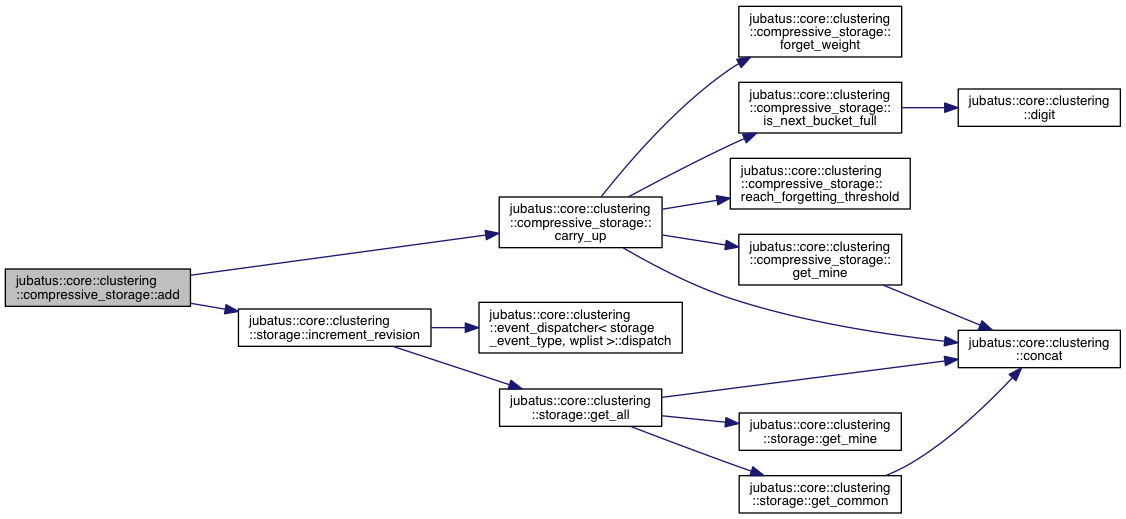 jubatus::core::clustering
::compressive_storage::
forget_weight
jubatus::core::clustering
::compressive_storage::
is_next_bucket_full
jubatus::core::clustering
::digit
jubatus::core::clustering
::compressive_storage::
reach_forgetting_threshold
jubatus::core::clustering
::compressive_storage::
carry_up
jubatus::core::clustering
::compressive_storage::
get_mine
jubatus::core::clustering
::compressive_storage::add
jubatus::core::clustering
::storage::increment_revision
jubatus::core::clustering
::event_dispatcher< storage
_event_type, wplist >::dispatch
jubatus::core::clustering
::concat
jubatus::core::clustering
::storage::get_all
jubatus::core::clustering
::storage::get_mine
jubatus::core::clustering
::storage::get_common